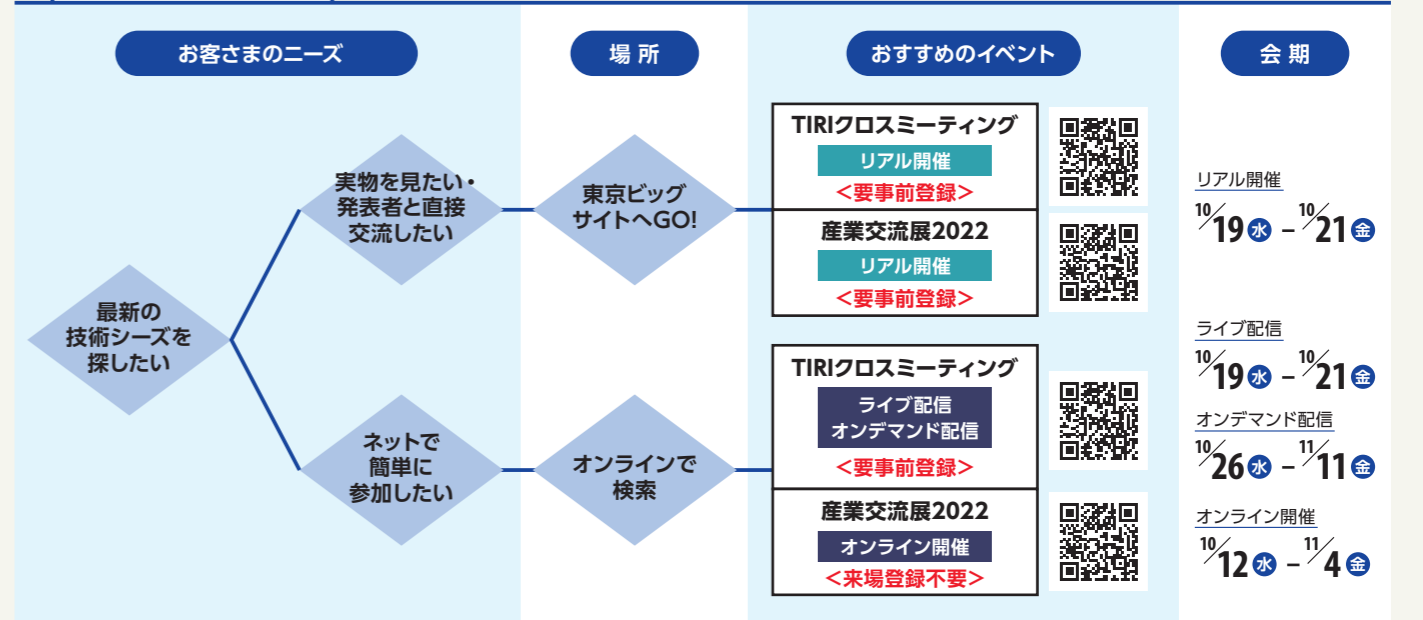 お客さまのニーズ
場所
おすすめのイベント
会期
最新の
技術シーズを
探したい
実物を見たい・
発表者と直接
交流したい
東京ビッグ
サイトへGO!
TIRIクロスミーティング
リアル開催
<要事前登録>
産業交流展2022
リアル開催
<要事前登録>
リアル開催
10/19水 – 10/21金
ネットで
簡単に
参加したい
オンラインで
検索
TIRIクロスミーティング
ライブ配信
オンデマンド配信
<要事前登録>
産業交流展2022
オンライン開催
<来場登録不要>
ライブ配信
10/19水 – 10/21金
オンデマンド配信
10/26水 – 11/11金
オンライン開催
10/12水 – 11/4金